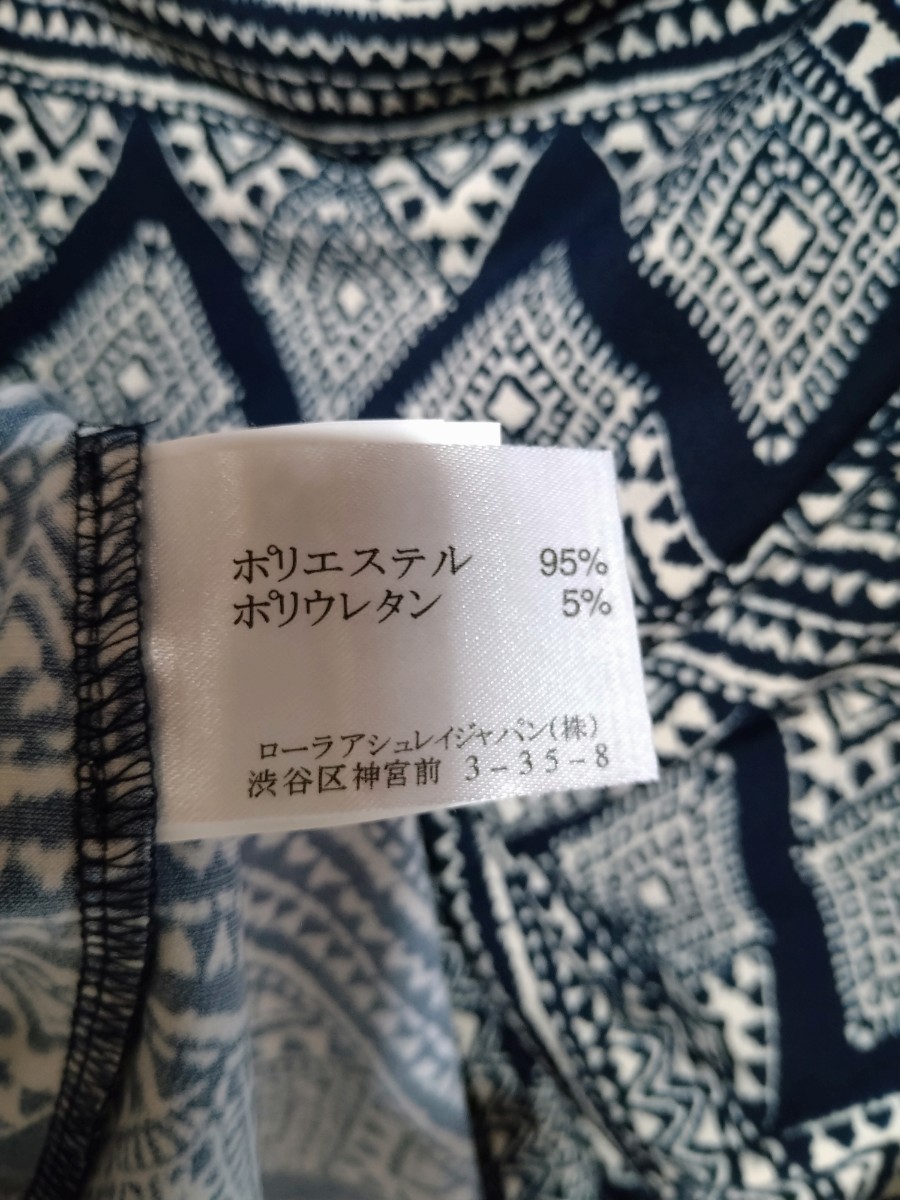 ポリエステル 95%
ポリウレタン 5%
ローラアシュレイジャパン(株)
渋谷区神宮前 3-35-8